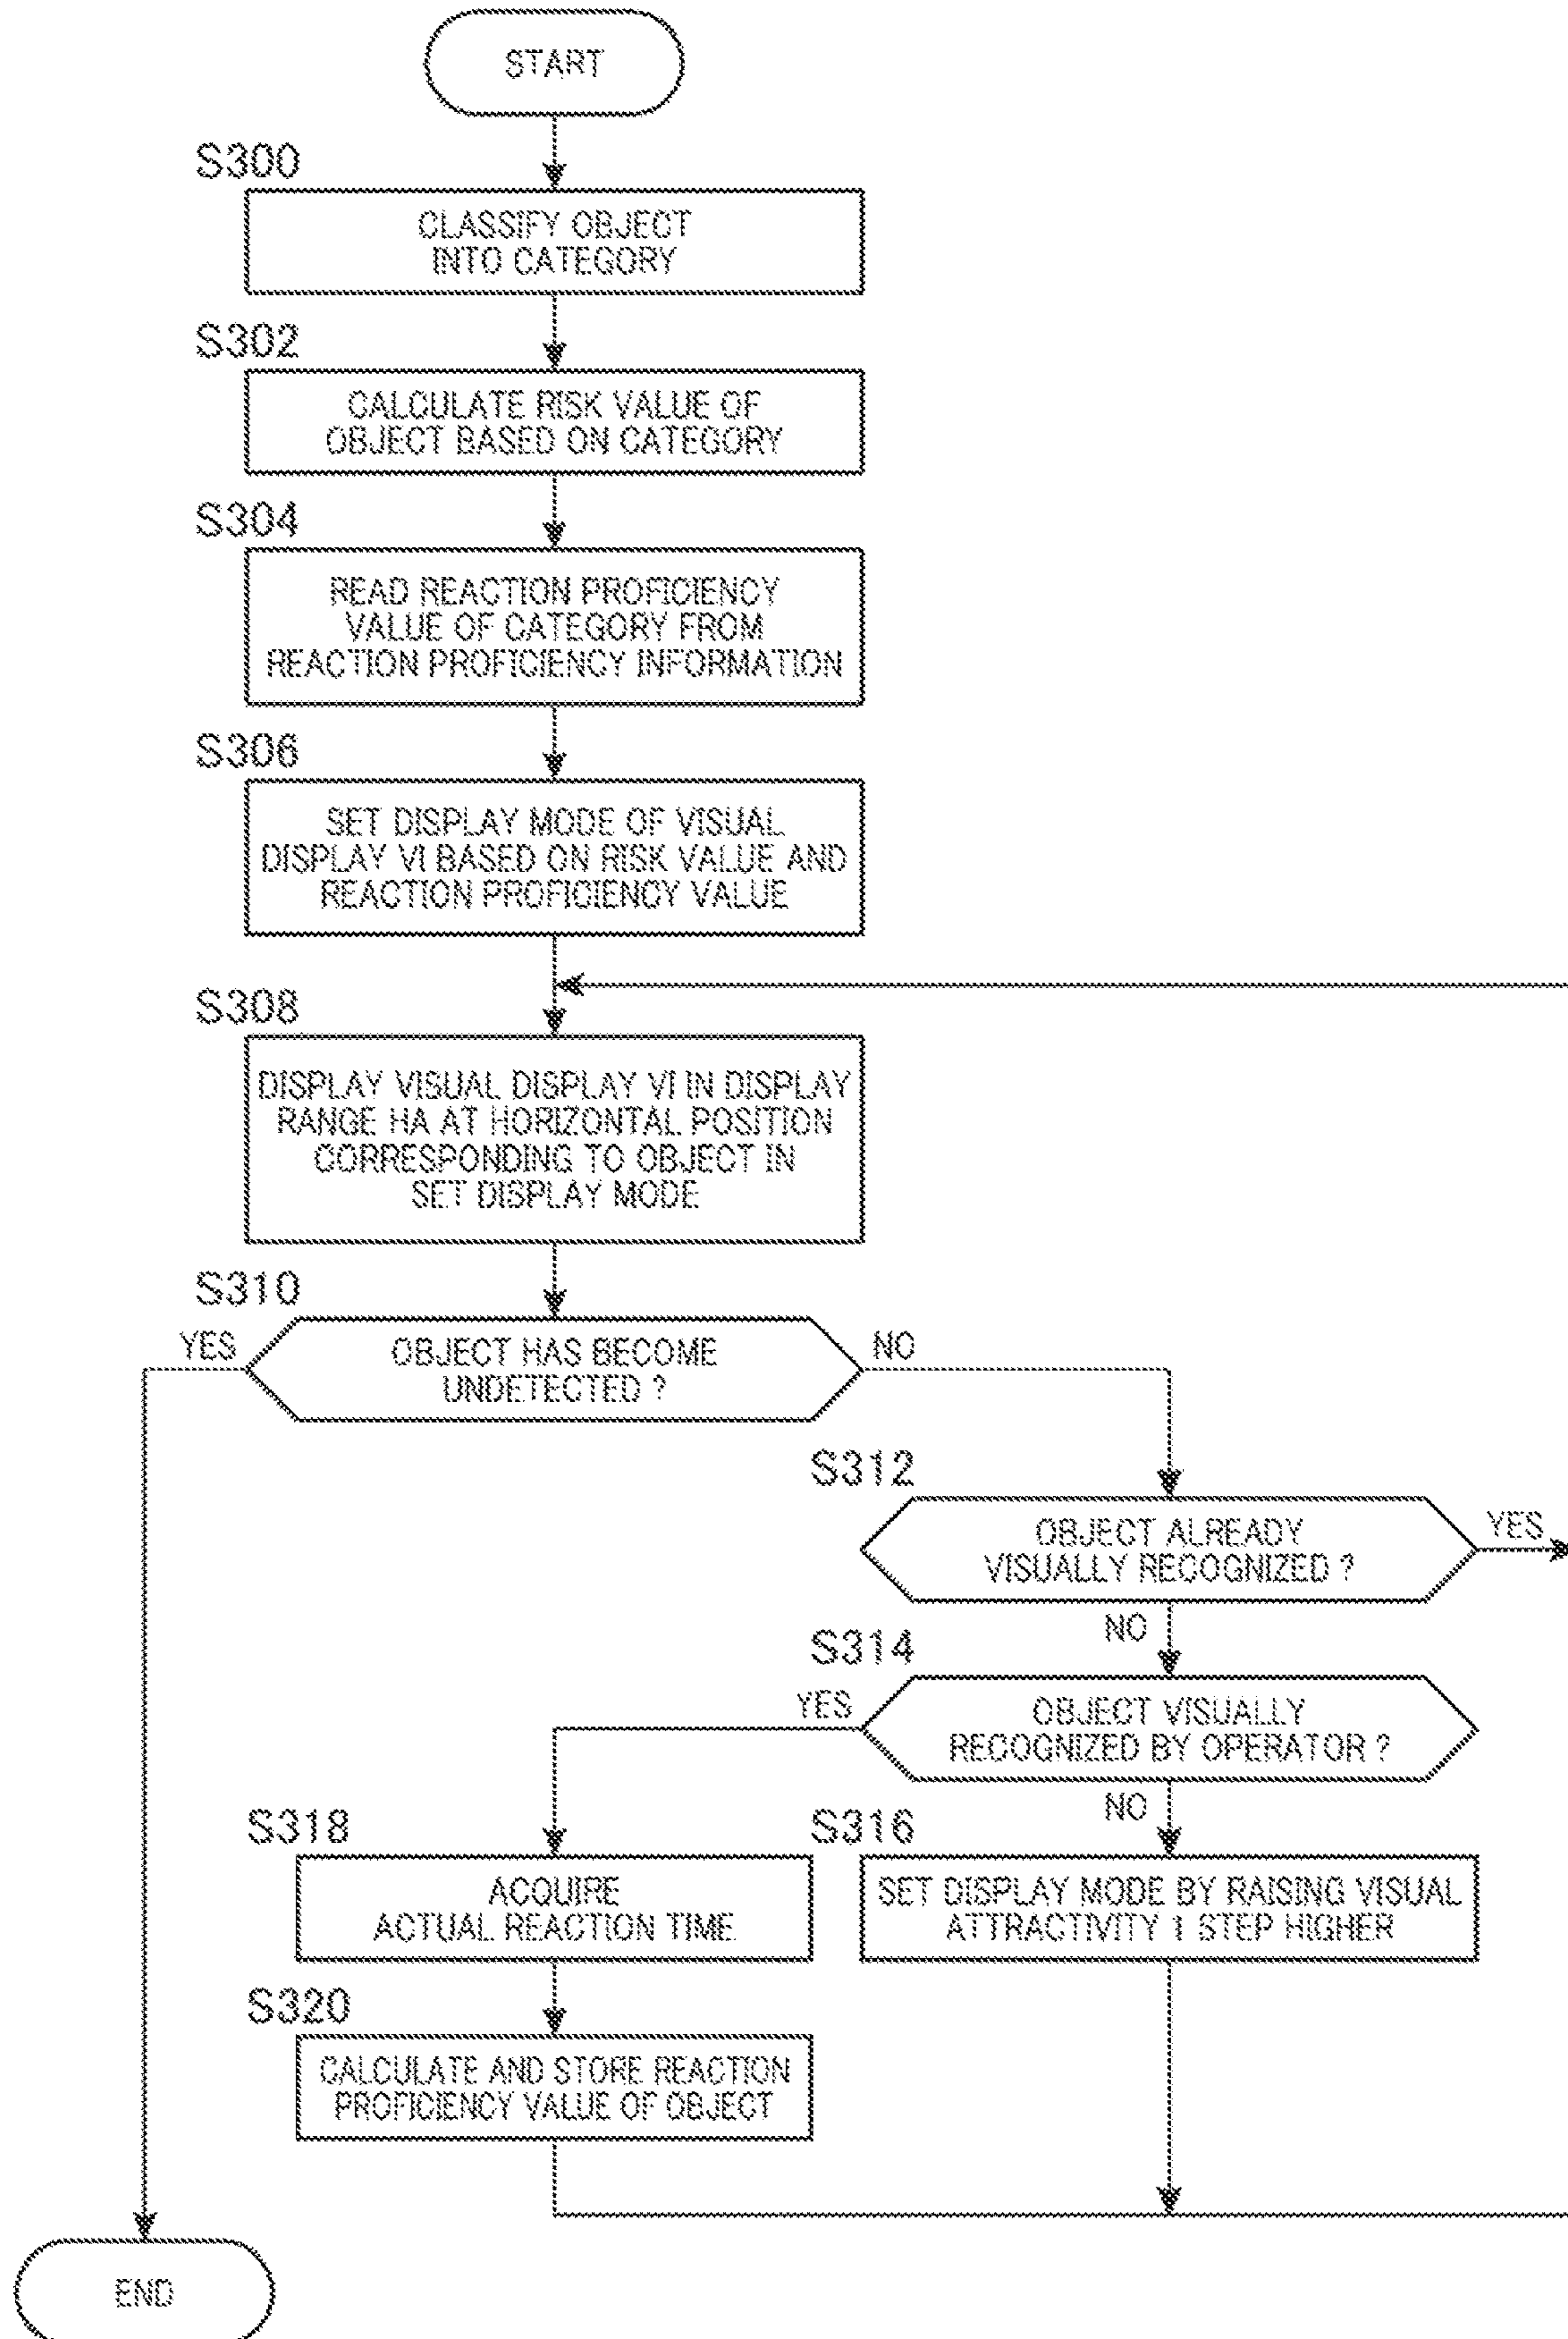 START
S300
CLASSIFY OBJECT
INTO CATEGORY
S302
CALCULATE RISK VALUE OF
OBJECT BASED ON CATEGORY
S304
READ REACTION PROFICIENCY
VALUE OF CATEGORY FROM
REACTION PROFICIENCY INFORMATION
S306
SET DISPLAY MODE OF VISUAL
DISPLAY VI BASED ON RISK VALUE AND
REACTION PROFICIENCY VALUE
S308
DISPLAY VISUAL DISPLAY VI IN DISPLAY
RANGE HA AT HORIZONTAL POSITION
CORRESPONDING TO OBJECT IN
SET DISPLAY MODE
S310
YES
OBJECT HAS BECOME
UNDETECTED ?
NO
S312
OBJECT ALREADY
VISUALLY RECOGNIZED ?
YES
NO
S314
YES
OBJECT VISUALLY
RECOGNIZED BY OPERATOR ?
NO
S318
ACQUIRE
ACTUAL REACTION TIME
S316
SET DISPLAY MODE BY RAISING VISUAL
ATTRACTIVITY 1 STEP HIGHER
S320
CALCULATE AND STORE REACTION
PROFICIENCY VALUE OF OBJECT
END